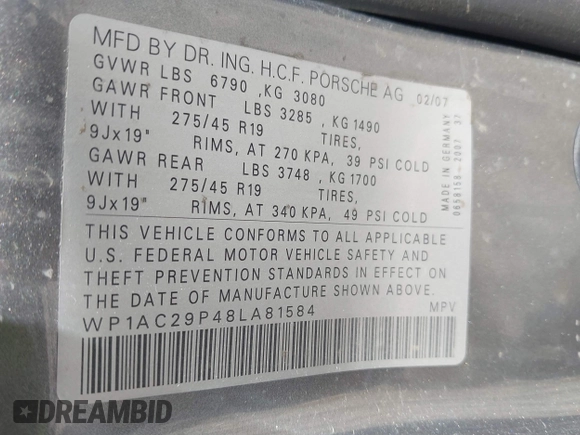 MFD BY DR. ING. H.C.F. PORSCHE AG 02/07
GVWR LBS 6790 , KG 3080
GAWR FRONT LBS 3285 , KG 1490
WITH 275/45 R19 TIRES,
9Jx19" RIMS, AT 270 KPA, 39 PSI COLD
GAWR REAR LBS 3748 , KG 1700
WITH 275/45 R19 TIRES,
9Jx19" RIMS, AT 340 KPA, 49 PSI COLD
THIS VEHICLE CONFORMS TO ALL APPLICABLE
U.S. FEDERAL MOTOR VEHICLE SAFETY AND
THEFT PREVENTION STANDARDS IN EFFECT ON
THE DATE OF MANUFACTURE SHOWN ABOVE.
WP1AC29P48LA81584 MPV
MADE IN GERMANY
0659158-2007 37
DREAMBID